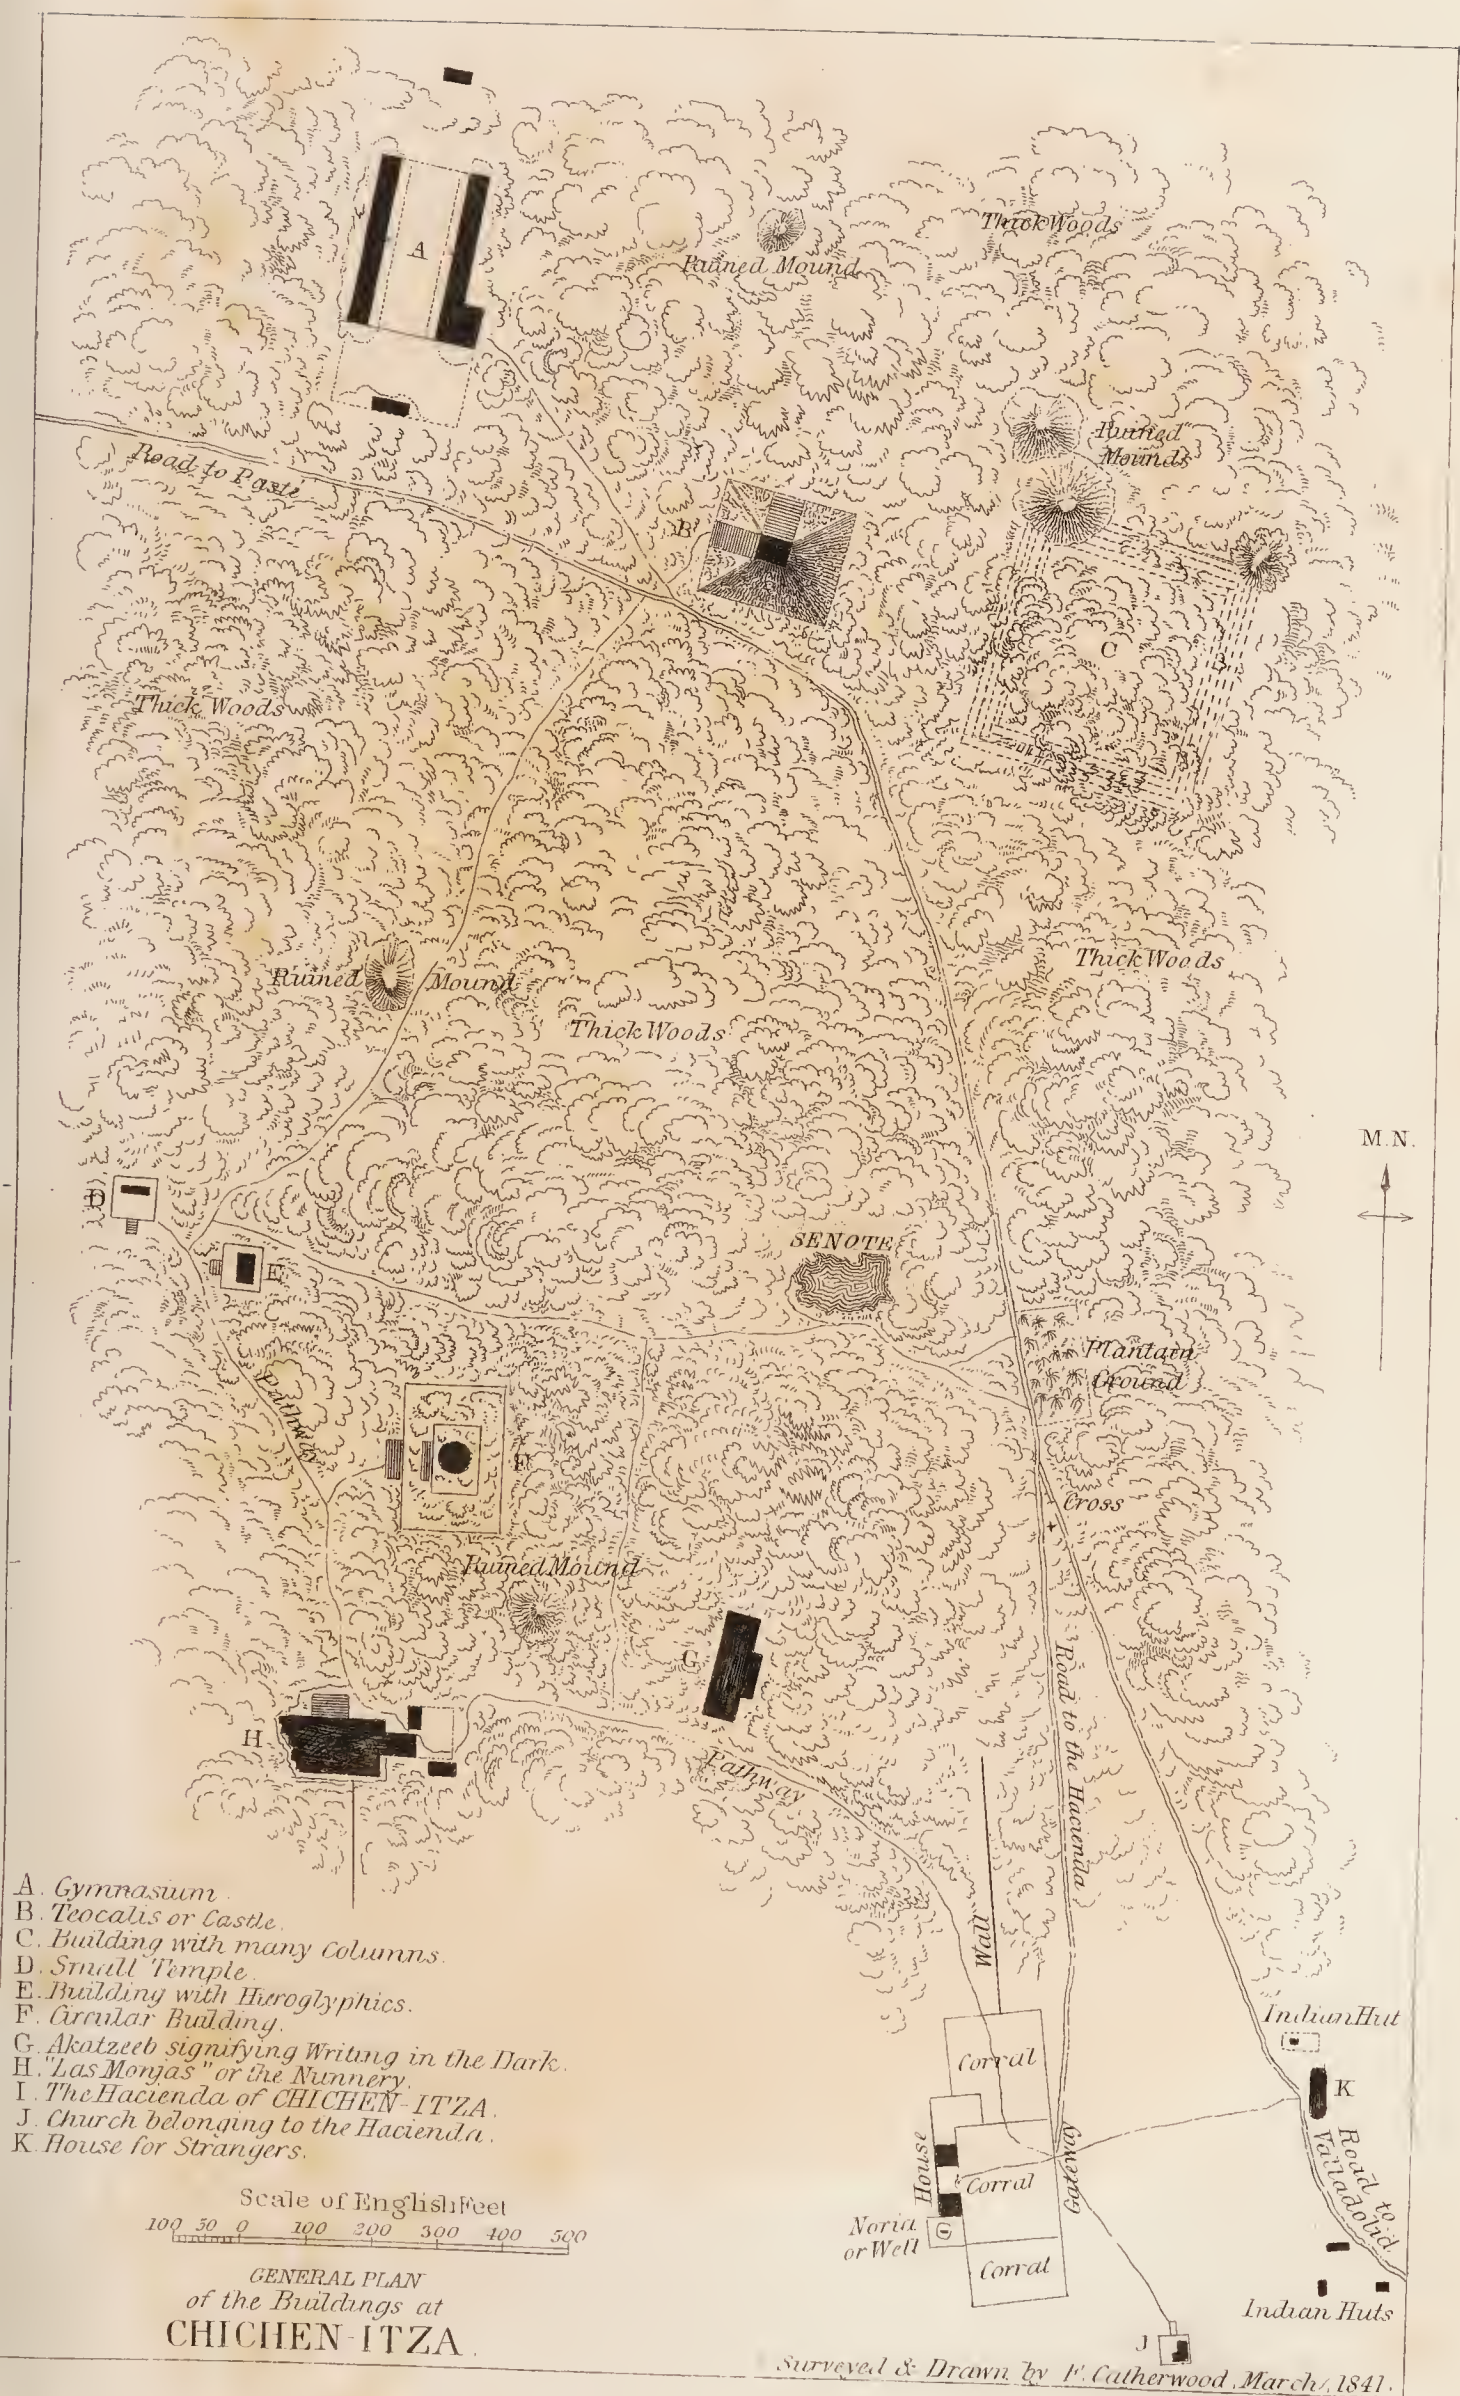 A
Ruined Mound
Thick Woods
Road to Paste
Ruined
Mounds
B
C
Thick Woods
Thick Woods
Ruined Mound
Thick Woods
M.N.
D
SENOTE
E
Plantain
Ground
Pathway
F
Cross
Ruined Mound
G
Road to the Hacienda
H
Pathway
Wall
A. Gymnasium.
B. Teocalis or Castle.
C. Building with many Columns.
D. Small Temple.
E. Building with Hieroglyphics.
F. Circular Building.
G. Akatzeeb signifying Writing in the Dark.
H. "Las Monjas" or the Nunnery.
I. The Hacienda of CHICHEN-ITZA.
J. Church belonging to the Hacienda.
K. House for Strangers.
Indian Hut
Corral
K
Road to
Valladolid
House
Corral
Gateway
Noria
or Well
Corral
Indian Huts
J
Scale of English Feet
100 50 0 100 200 300 400 500
GENERAL PLAN
of the Buildings at
CHICHEN-ITZA.
Surveyed & Drawn by F. Catherwood, March, 1841.